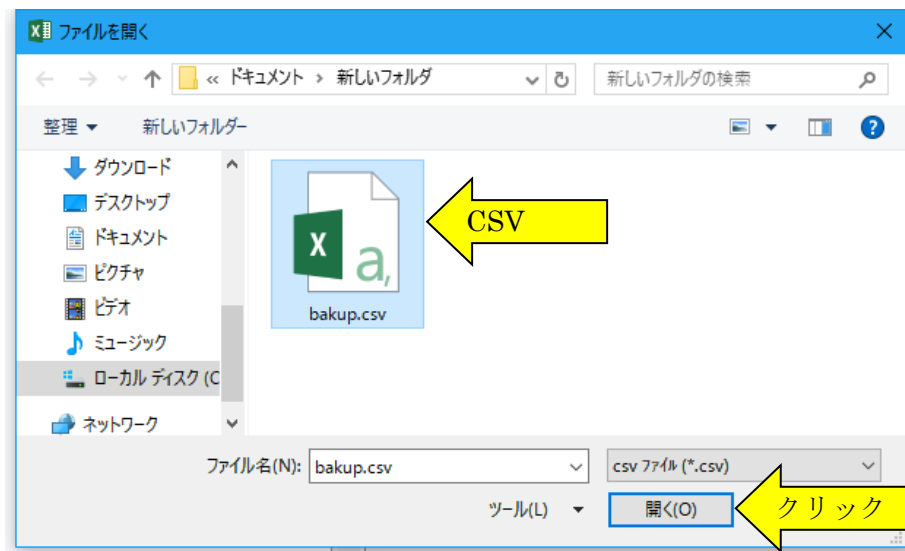 ファイルを開く
« ドキュメント › 新しいフォルダ
新しいフォルダの検索
整理
新しいフォルダー
ダウンロード
デスクトップ
ドキュメント
ピクチャ
ビデオ
ミュージック
ローカル ディスク (C
ネットワーク
CSV
bakup.csv
ファイル名(N):
bakup.csv
csv ファイル (*.csv)
ツール(L)
開く(O)
クリック